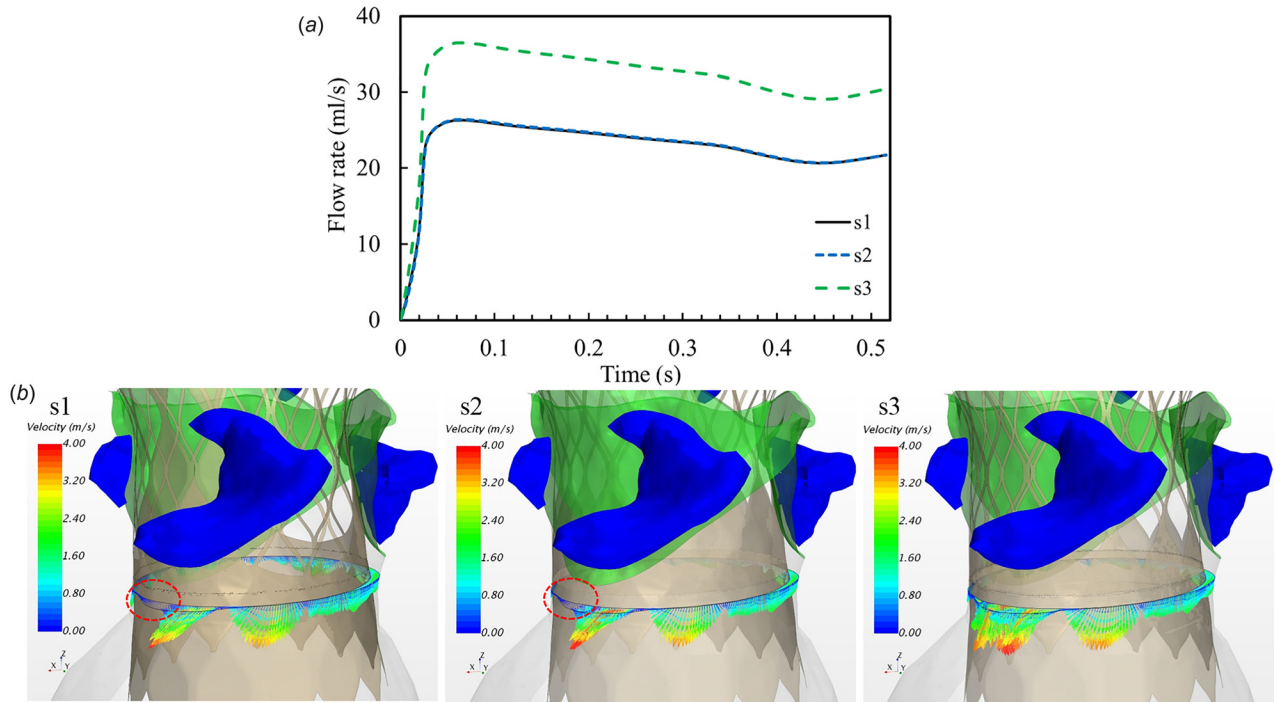 (a)
Flow rate (ml/s)
40
30
20
10
0
s1
s2
s3
0 0.1 0.2 0.3 0.4 0.5
Time (s)
(b)
s1
Velocity (m/s)
4.00
3.20
2.40
1.60
0.80
0.00
Z
X Y
s2
Velocity (m/s)
4.00
3.20
2.40
1.60
0.80
0.00
Z
X Y
s3
Velocity (m/s)
4.00
3.20
2.40
1.60
0.80
0.00
Z
X Y